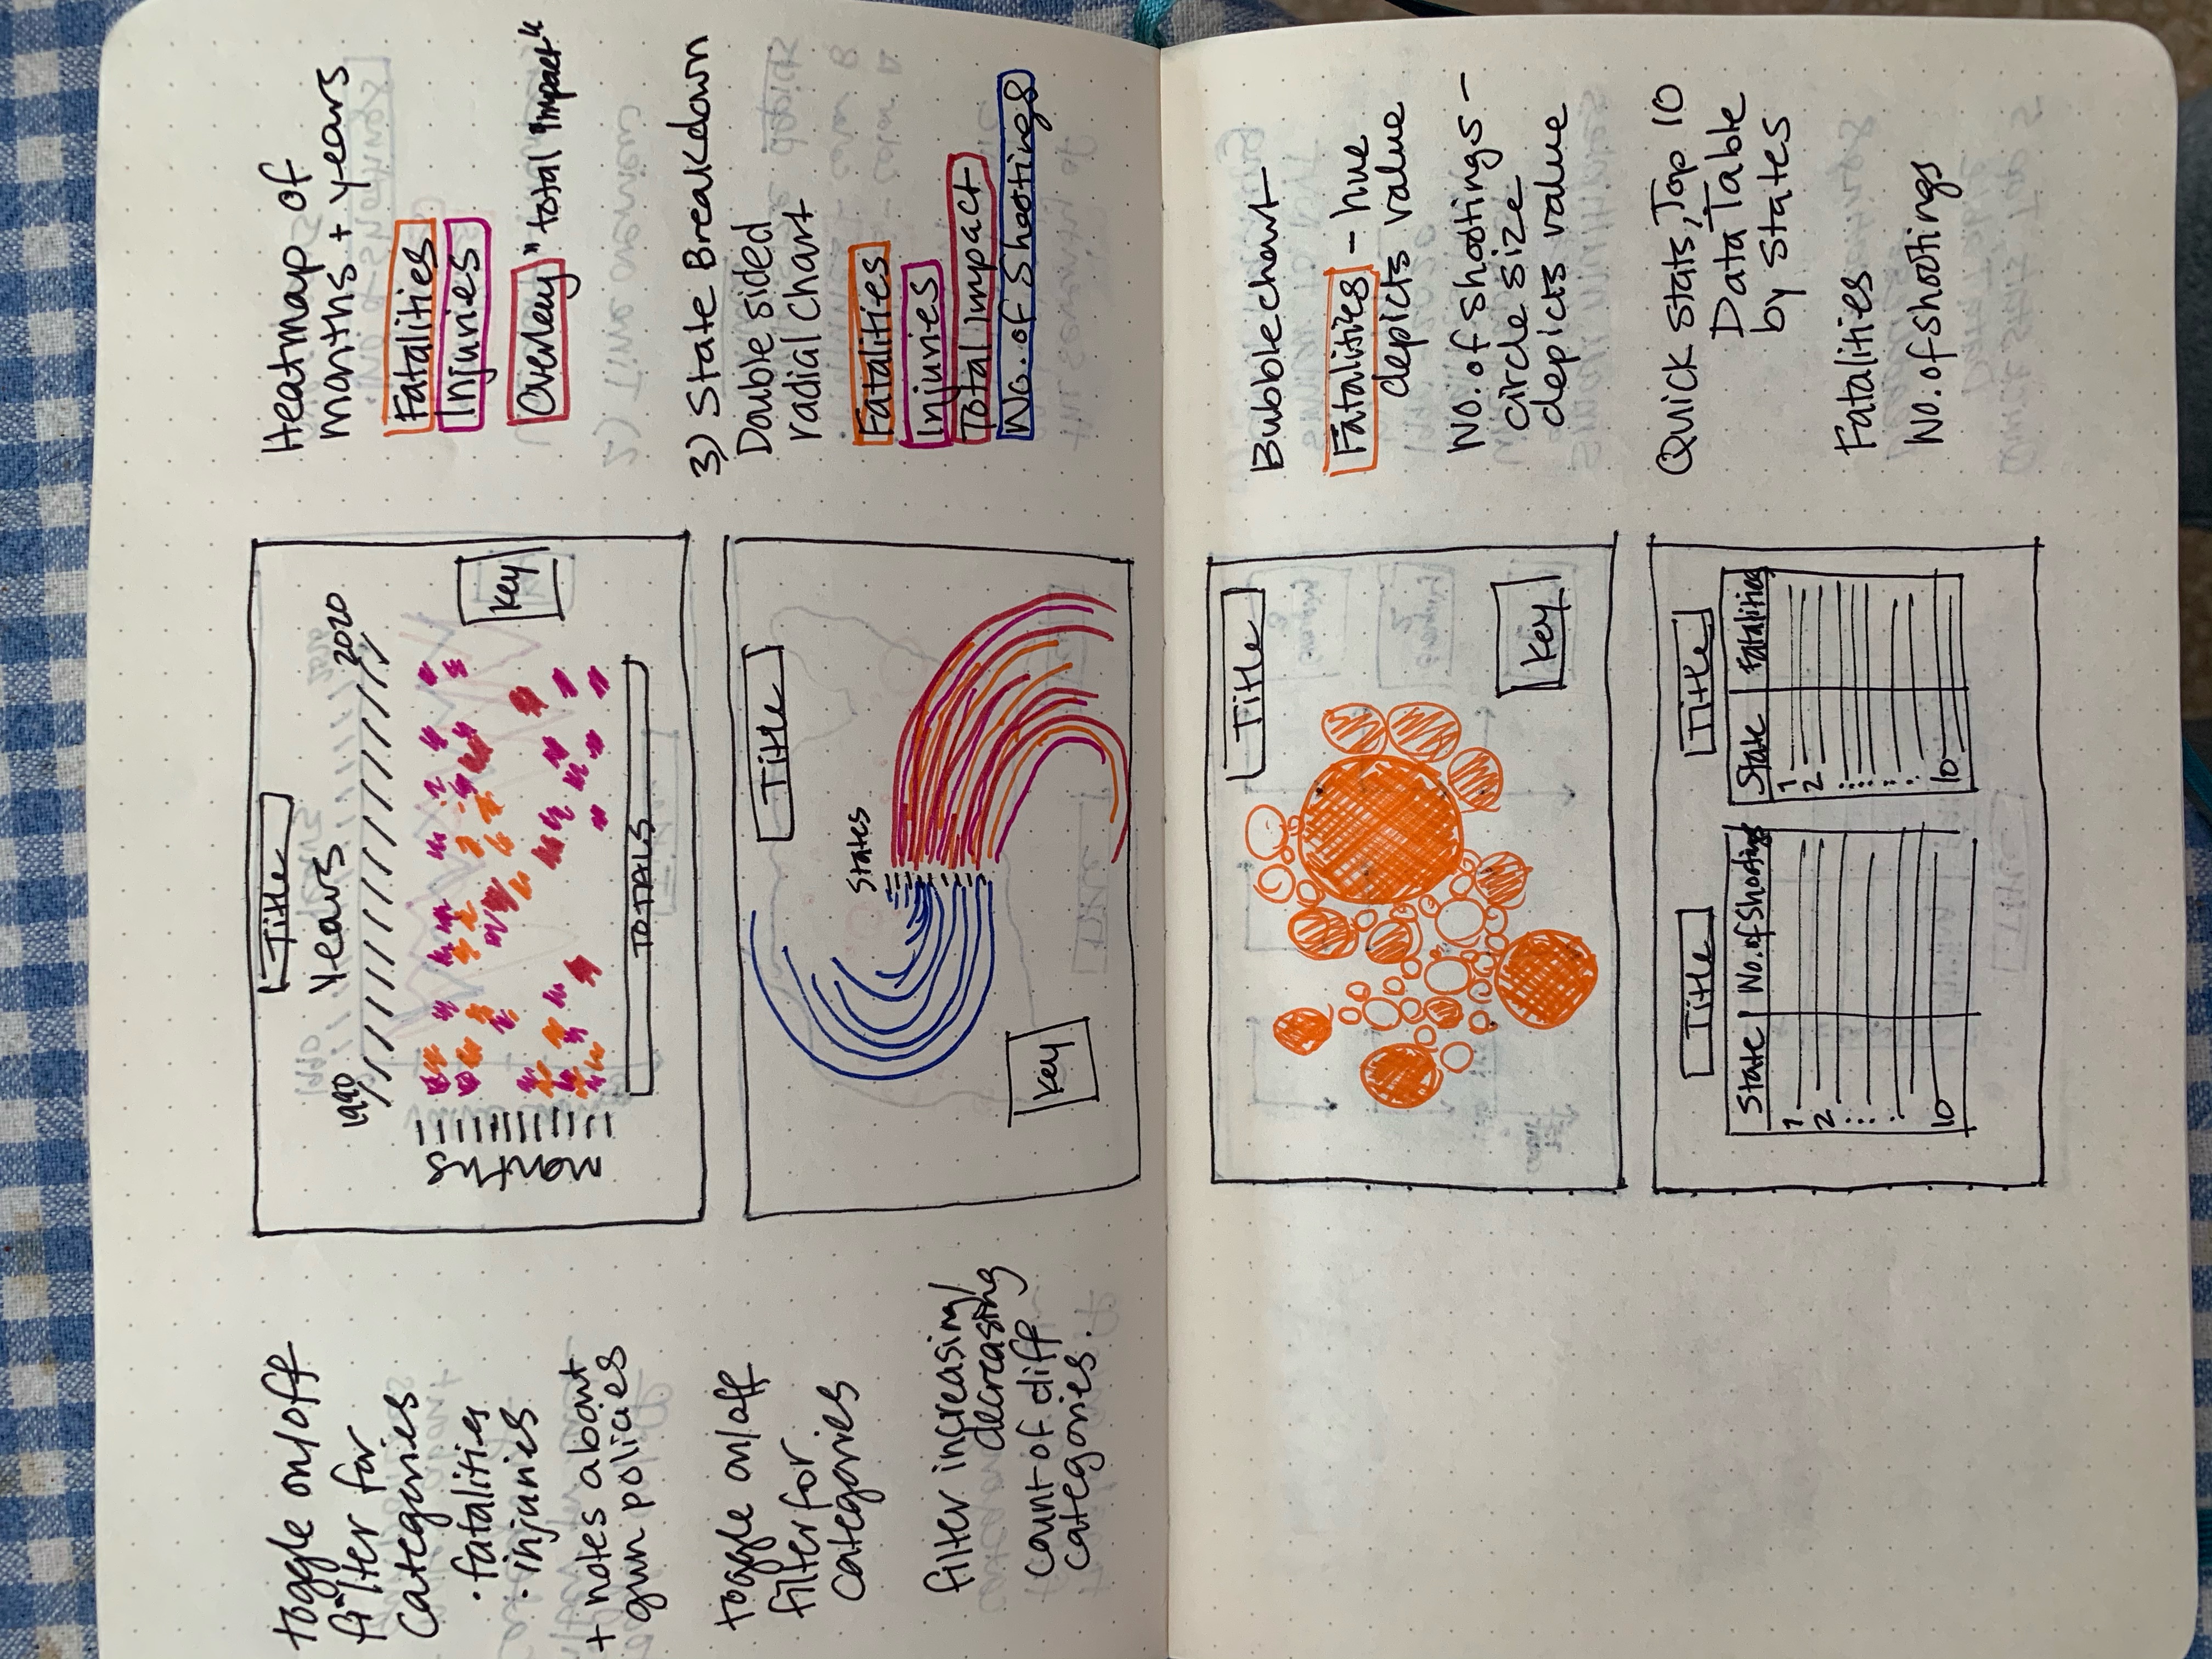 toggle on/off
filter for
categories
• fatalities
• injuries
+ notes about
gun policies
Title
Years
1990
2020
months
Key
TOTALS
Heatmap of
months + years
Fatalities
Injuries
Overlay "total impact"
toggle on/off
filter for
categories
filter increasing/
decreasing
count of diff
categories.
Title
States
Key
3) State Breakdown
Double sided
radial chart
Fatalities
Injuries
Total Impact
No. of Shootings
Title
Key
Bubble chart
Fatalities – hue
depicts value
No. of shootings –
circle size
depicts value
Title
State No. of Shootings
1
2
10
Title
State Fatalities
1
2
10
Quick Stats, Top 10
Data Table
by States
Fatalities
No. of shootings